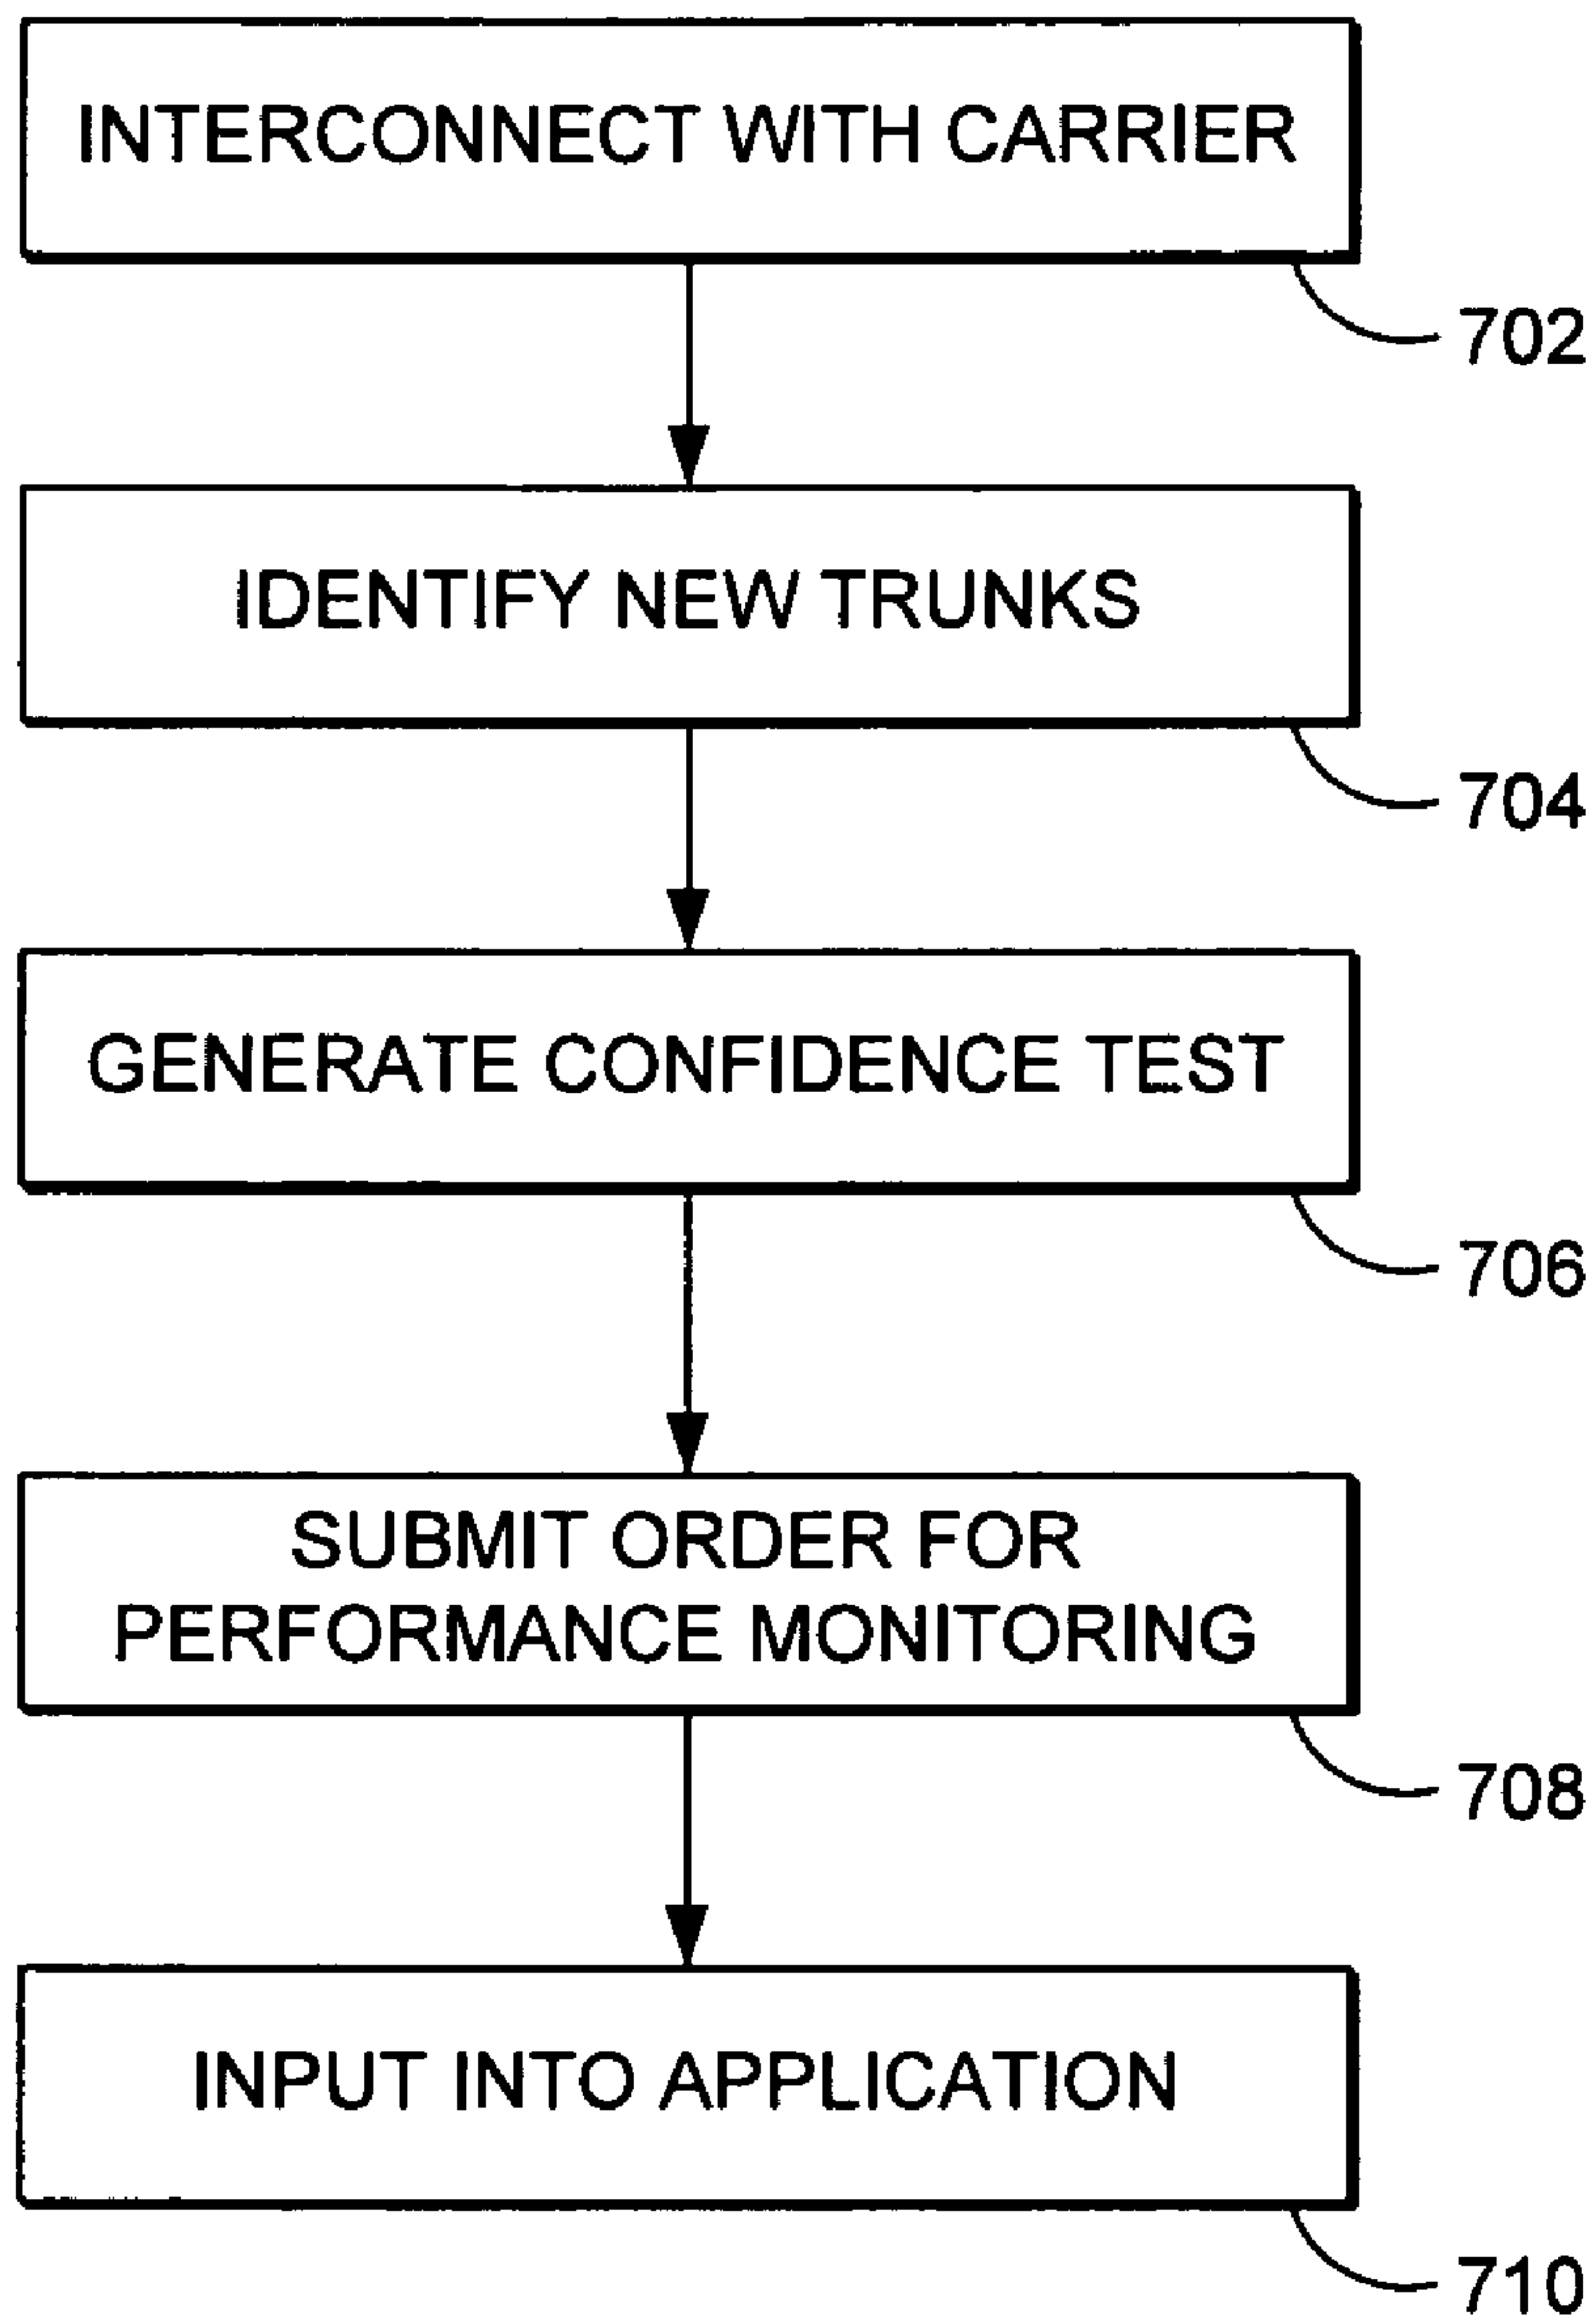 INTERCONNECT WITH CARRIER
702
IDENTIFY NEW TRUNKS
704
GENERATE CONFIDENCE TEST
706
SUBMIT ORDER FOR
PERFORMANCE MONITORING
708
INPUT INTO APPLICATION
710